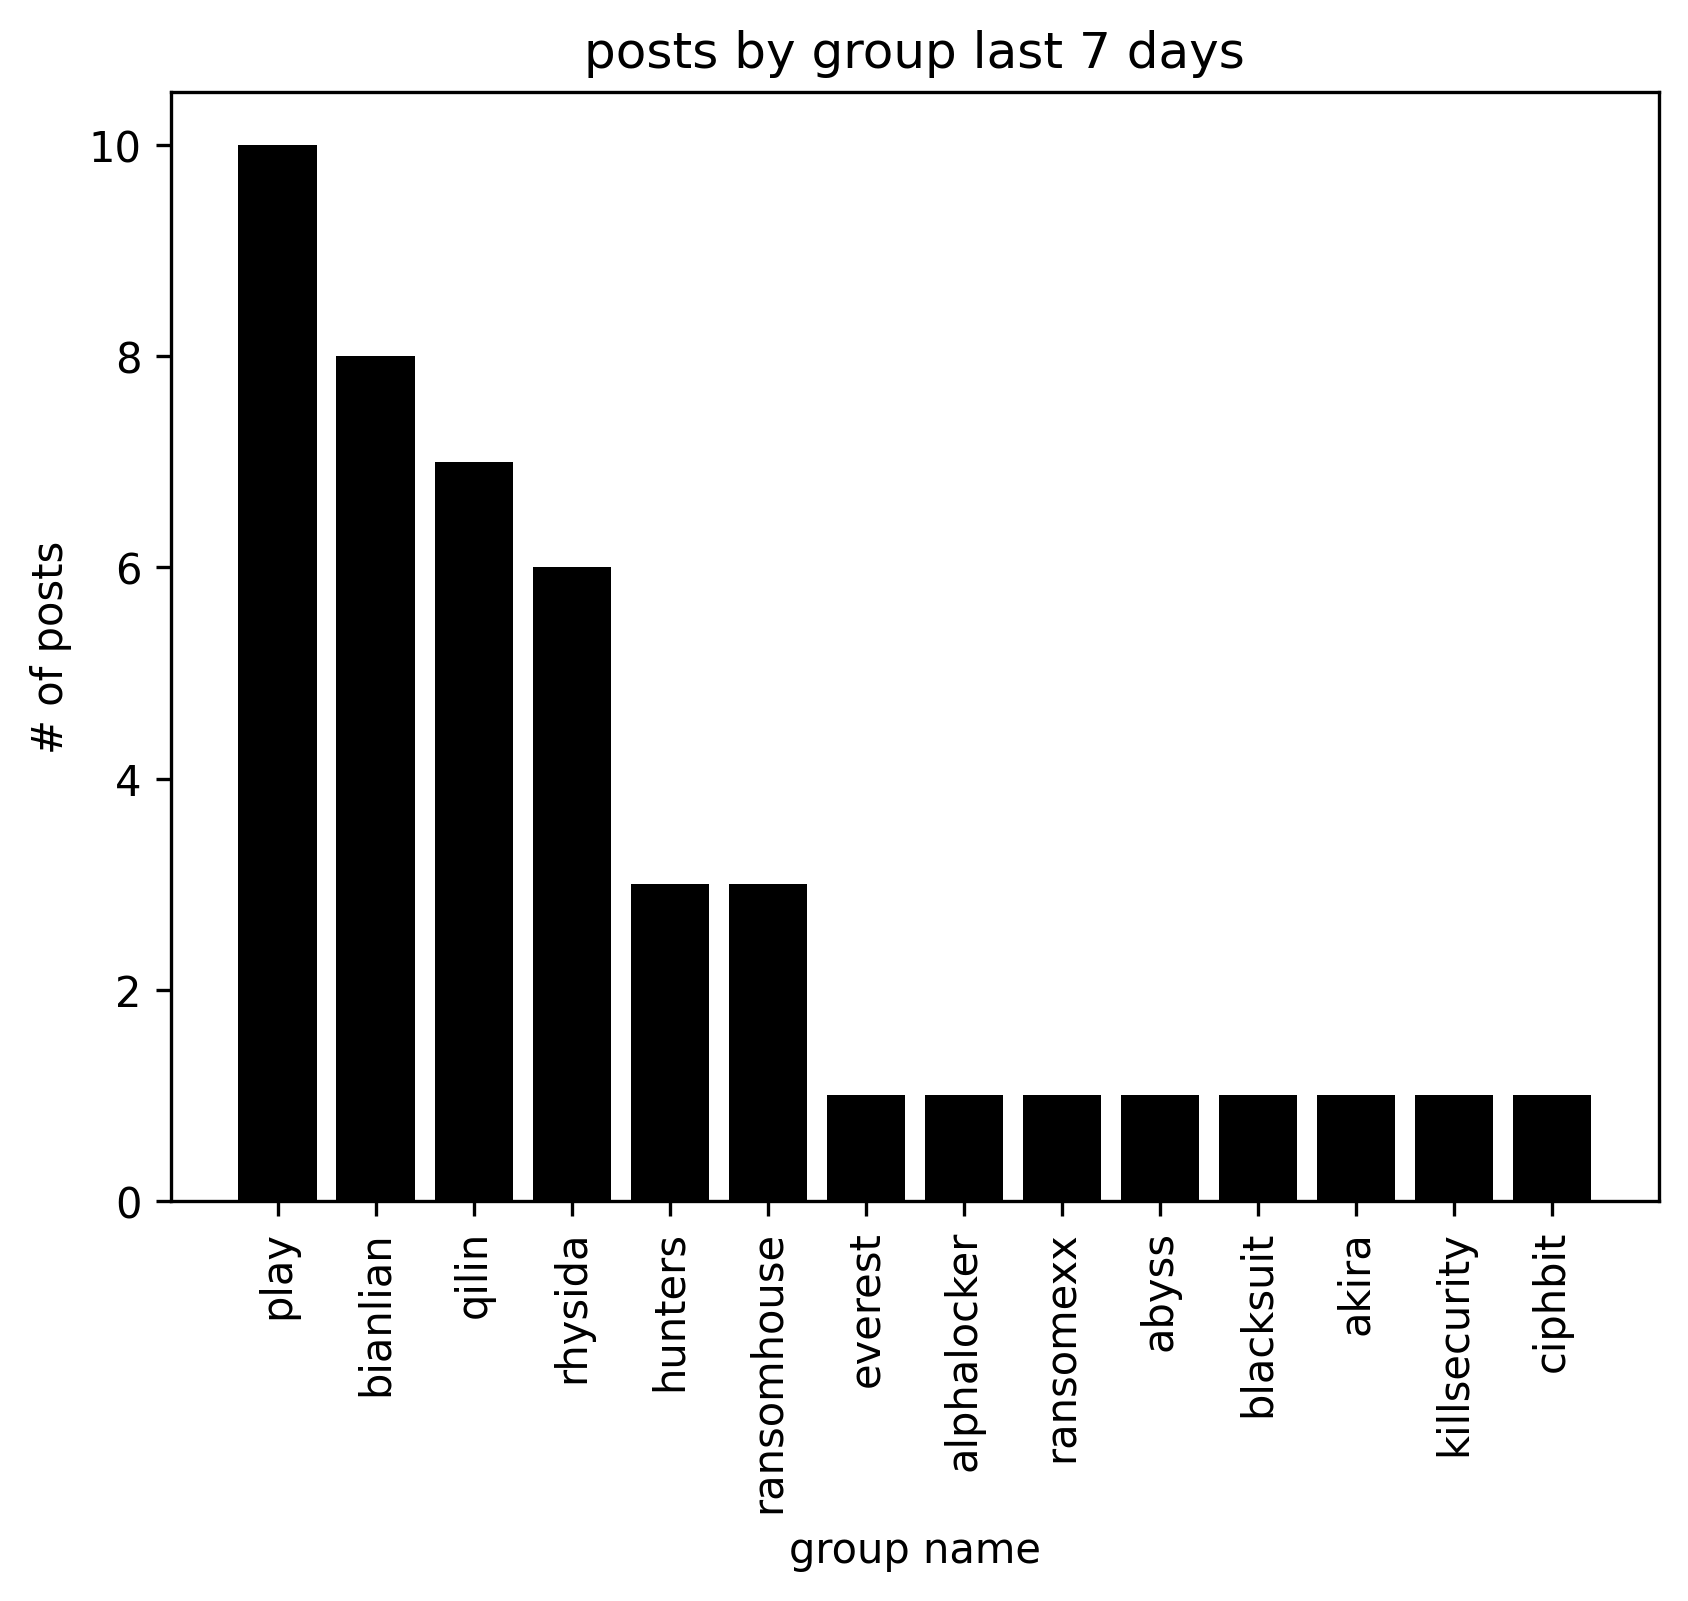 posts by group last 7 days
10
8
6
4
2
0
# of posts
play
bianlian
qilin
rhysida
hunters
ransomhouse
everest
alphalocker
ransomexx
abyss
blacksuit
akira
killsecurity
ciphbit
group name